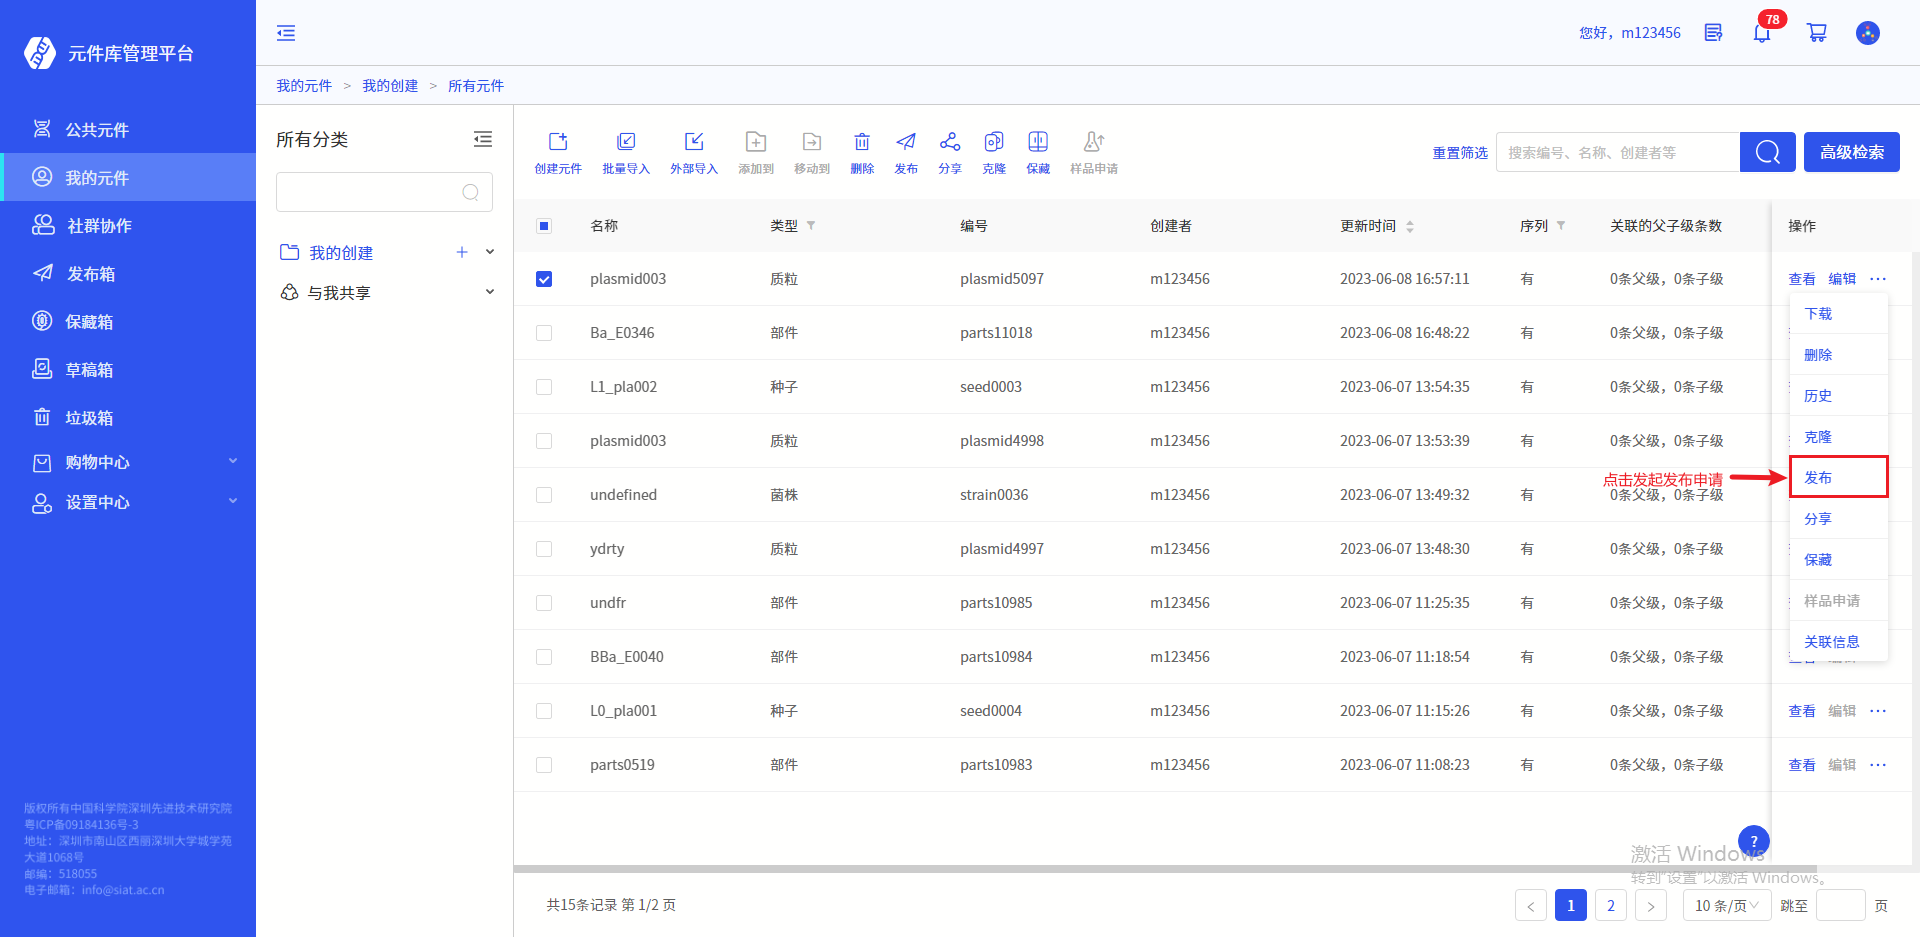 元件库管理平台
您好，m123456
78
公共元件
我的元件
社群协作
发布箱
保藏箱
草稿箱
垃圾箱
购物中心
设置中心
版权所有中国科学院深圳先进技术研究院
粤ICP备09184136号-3
地址：深圳市南山区西丽深圳大学城学苑
大道1068号
邮编：518055
电子邮箱：info@siat.ac.cn
我的元件 > 我的创建 > 所有元件
所有分类
我的创建
与我共享
创建元件 批量导入 外部导入 添加到 移动到 删除 发布 分享 克隆 保藏 样品申请
重置筛选 搜索编号、名称、创建者等 高级检索
名称 类型 编号 创建者 更新时间 序列 关联的父子级条数 操作
plasmid003 质粒 plasmid5097 m123456 2023-06-08 16:57:11 有 0条父级，0条子级 查看 编辑 ···
Ba_E0346 部件 parts11018 m123456 2023-06-08 16:48:22 有 0条父级，0条子级
L1_pla002 种子 seed0003 m123456 2023-06-07 13:54:35 有 0条父级，0条子级
plasmid003 质粒 plasmid4998 m123456 2023-06-07 13:53:39 有 0条父级，0条子级
undefined 菌株 strain0036 m123456 2023-06-07 13:49:32 有 0条父级，0条子级
ydrty 质粒 plasmid4997 m123456 2023-06-07 13:48:30 有 0条父级，0条子级
undfr 部件 parts10985 m123456 2023-06-07 11:25:35 有 0条父级，0条子级
BBa_E0040 部件 parts10984 m123456 2023-06-07 11:18:54 有 0条父级，0条子级
L0_pla001 种子 seed0004 m123456 2023-06-07 11:15:26 有 0条父级，0条子级 查看 编辑 ···
parts0519 部件 parts10983 m123456 2023-06-07 11:08:23 有 0条父级，0条子级 查看 编辑 ···
下载
删除
历史
克隆
点击发起发布申请
发布
分享
保藏
样品申请
关联信息
?
激活 Windows
转到"设置"以激活 Windows。
共15条记录 第 1/2 页
< 1 2 > 10 条/页 跳至 页